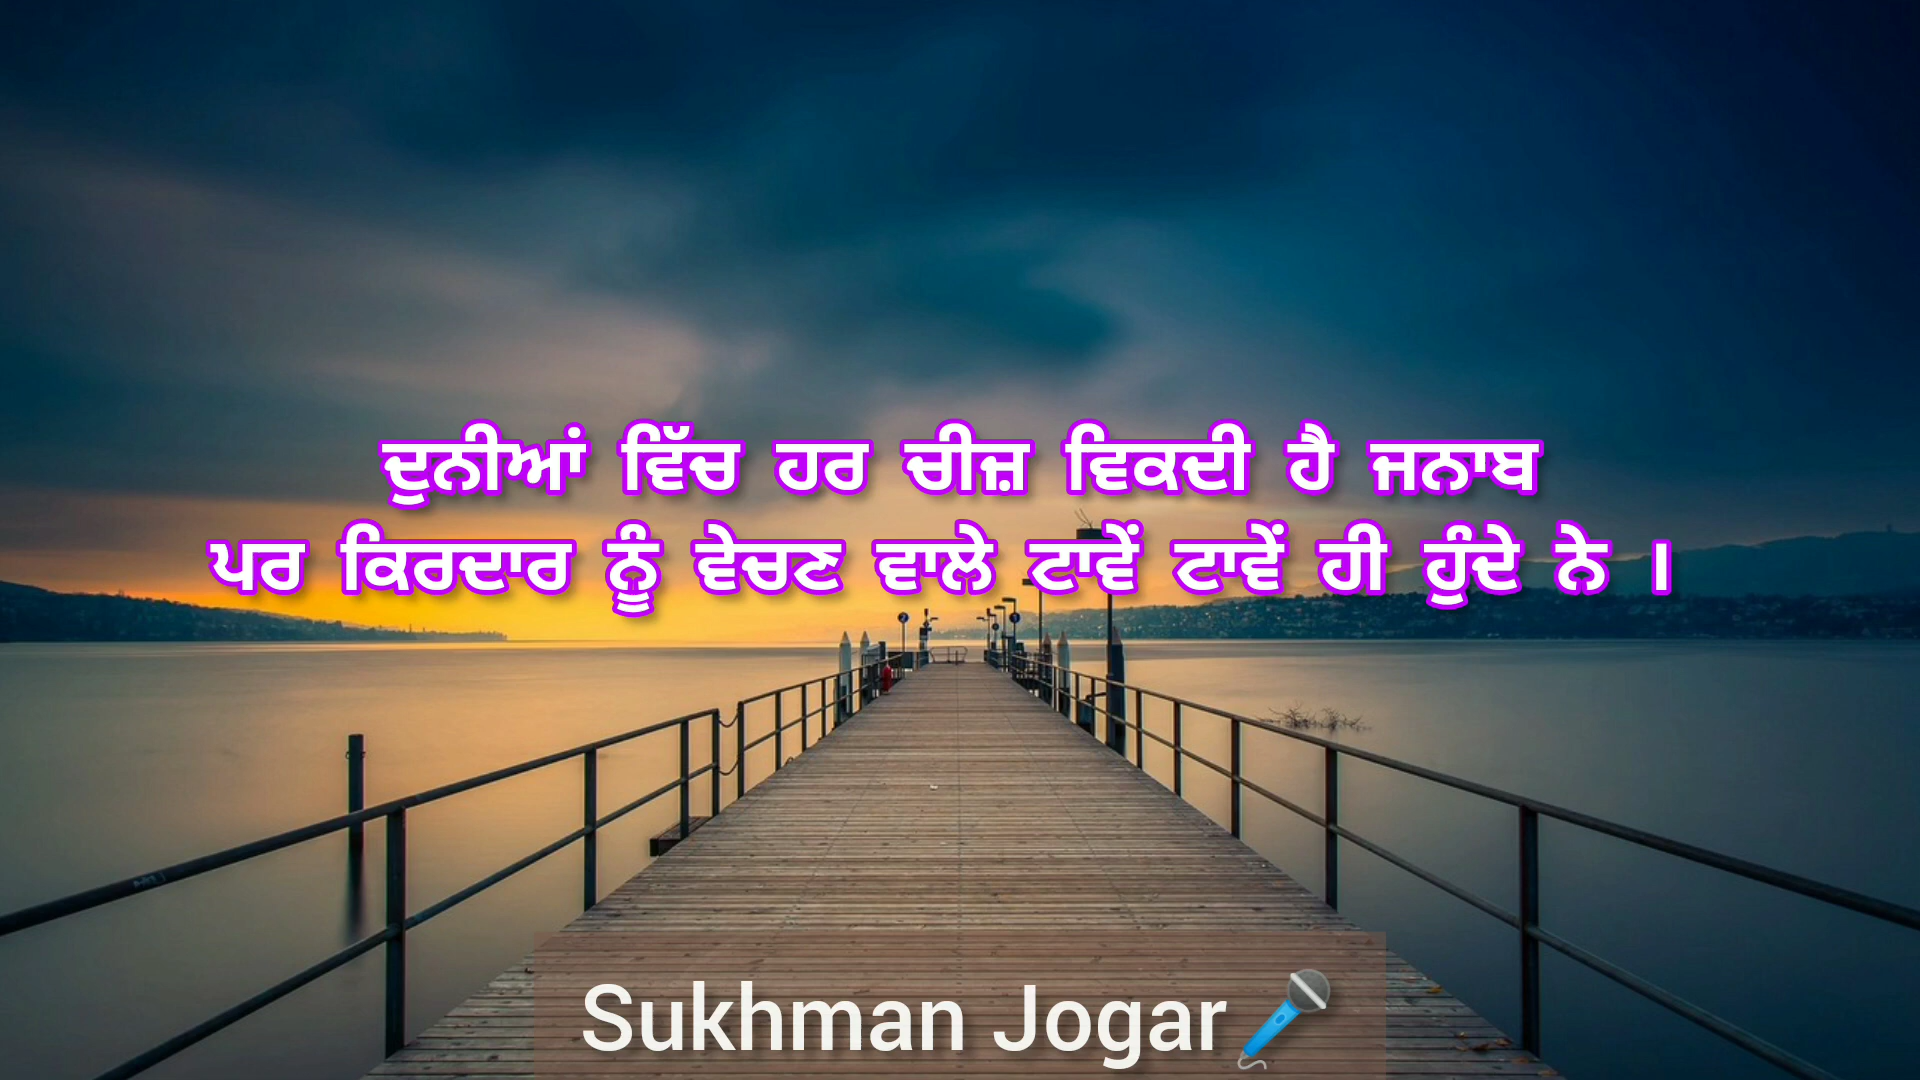 ਦੁਨੀਆਂ ਵਿੱਚ ਹਰ ਚੀਜ਼ ਵਿਕਦੀ ਹੈ ਜਨਾਬ
ਪਰ ਕਿਰਦਾਰ ਨੂੰ ਵੇਚਣ ਵਾਲੇ ਟਾਵੇਂ ਟਾਵੇਂ ਹੀ ਹੁੰਦੇ ਨੇ ।
Sukhman Jogar🎤